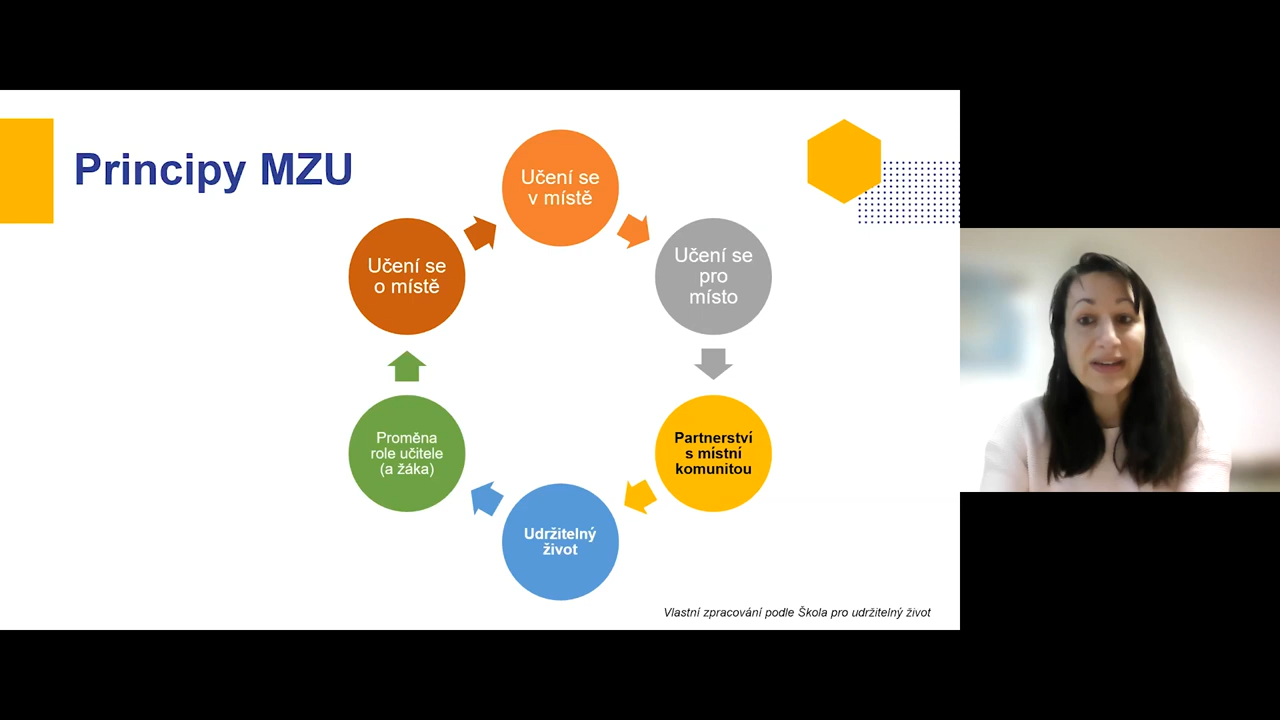 Principy MZU
Učení se
v místě
Učení se
pro
místo
Partnerství
s místní
komunitou
Udržitelný
život
Proměna
role učitele
(a žáka)
Učení se
o místě
Vlastní zpracování podle Škola pro udržitelný život